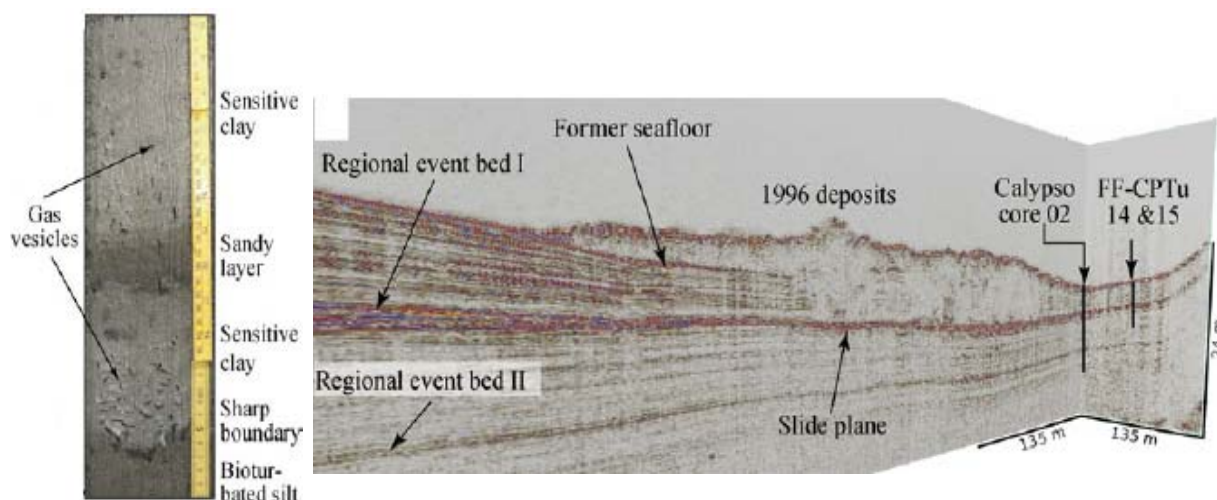 Sensitive
clay
Gas
vesicles
Sandy
layer
Sensitive
clay
Sharp
boundary
Biotur-
bated silt
Former seafloor
Regional event bed I
1996 deposits
Calypso
core 02
FF-CPTu
14 &15
Regional event bed II
Slide plane
135 m
135 m